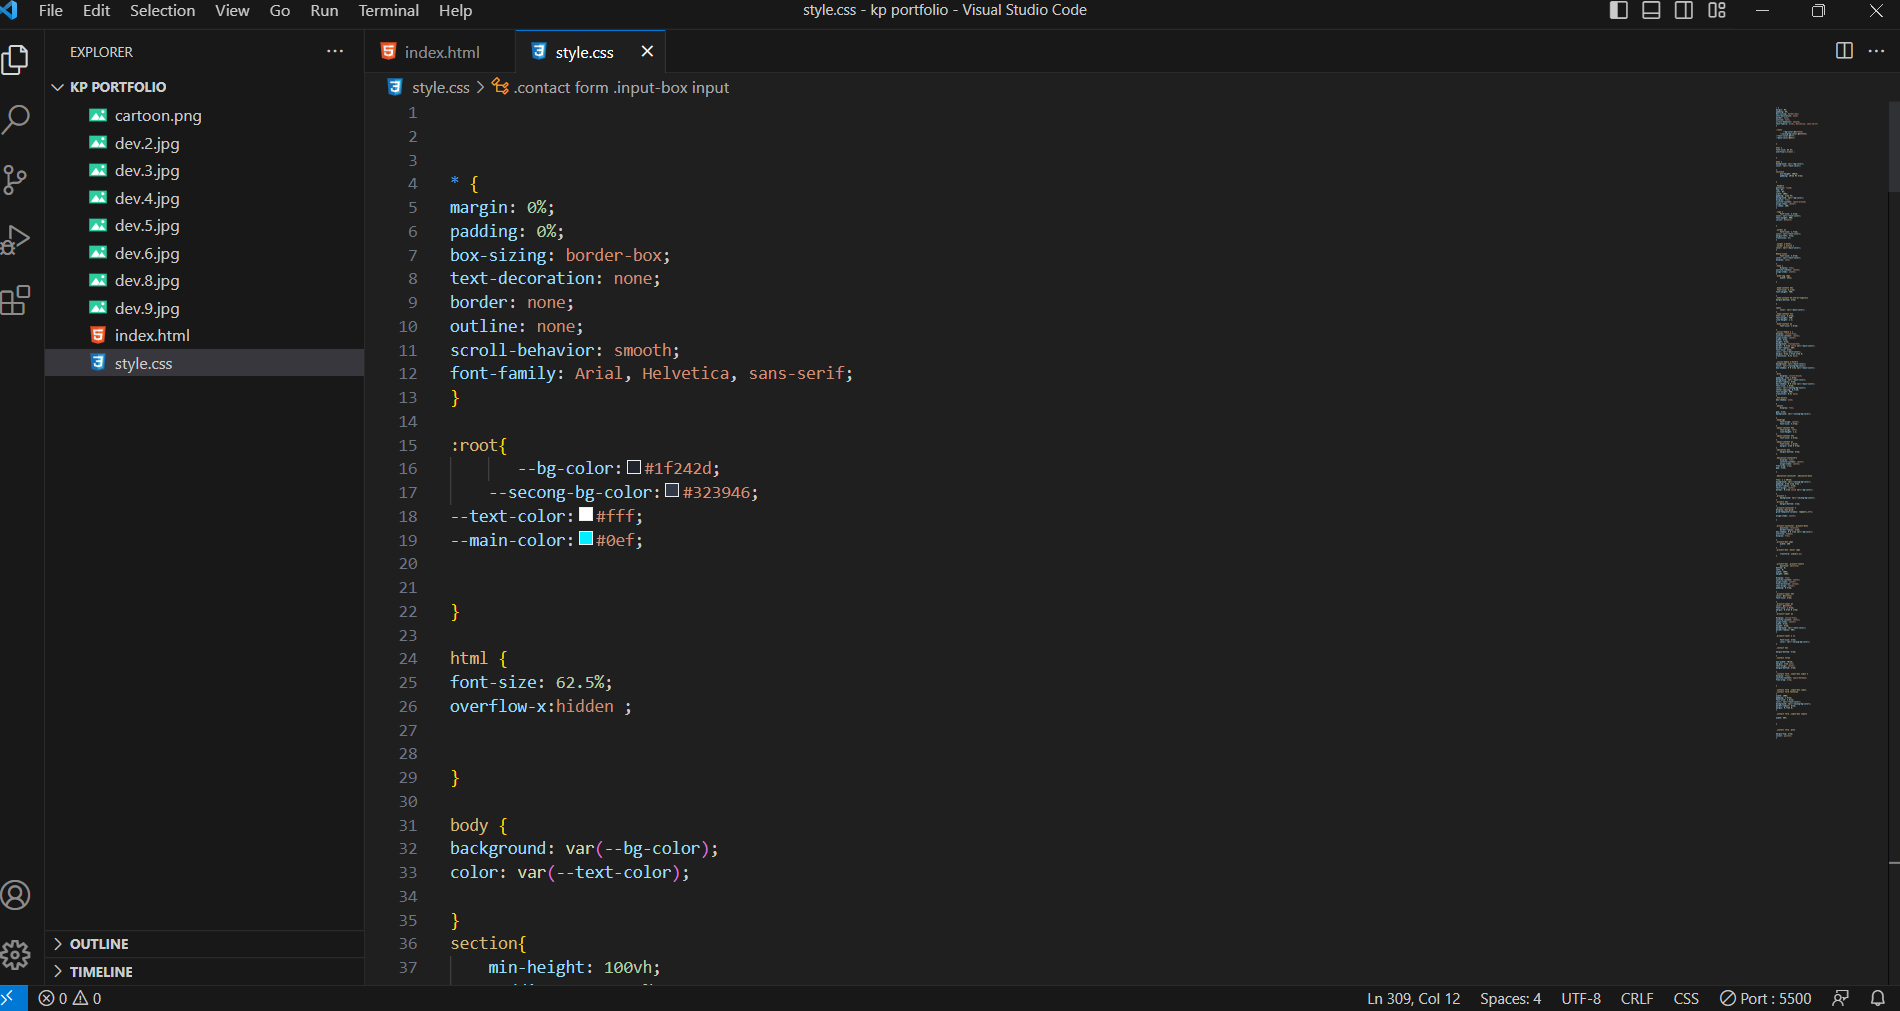 File Edit Selection View Go Run Terminal Help style.css - kp portfolio - Visual Studio Code
EXPLORER
KP PORTFOLIO
cartoon.png
dev.2.jpg
dev.3.jpg
dev.4.jpg
dev.5.jpg
dev.6.jpg
dev.8.jpg
dev.9.jpg
index.html
style.css
OUTLINE
TIMELINE
index.html style.css
style.css > .contact form .input-box input
1
2
3
4 * {
5 margin: 0%;
6 padding: 0%;
7 box-sizing: border-box;
8 text-decoration: none;
9 border: none;
10 outline: none;
11 scroll-behavior: smooth;
12 font-family: Arial, Helvetica, sans-serif;
13 }
14
15 :root{
16 --bg-color: #1f242d;
17 --secong-bg-color: #323946;
18 --text-color: #fff;
19 --main-color: #0ef;
20
21
22 }
23
24 html {
25 font-size: 62.5%;
26 overflow-x:hidden ;
27
28
29 }
30
31 body {
32 background: var(--bg-color);
33 color: var(--text-color);
34
35 }
36 section{
37 min-height: 100vh;
0 0 Ln 309, Col 12 Spaces: 4 UTF-8 CRLF CSS Port : 5500